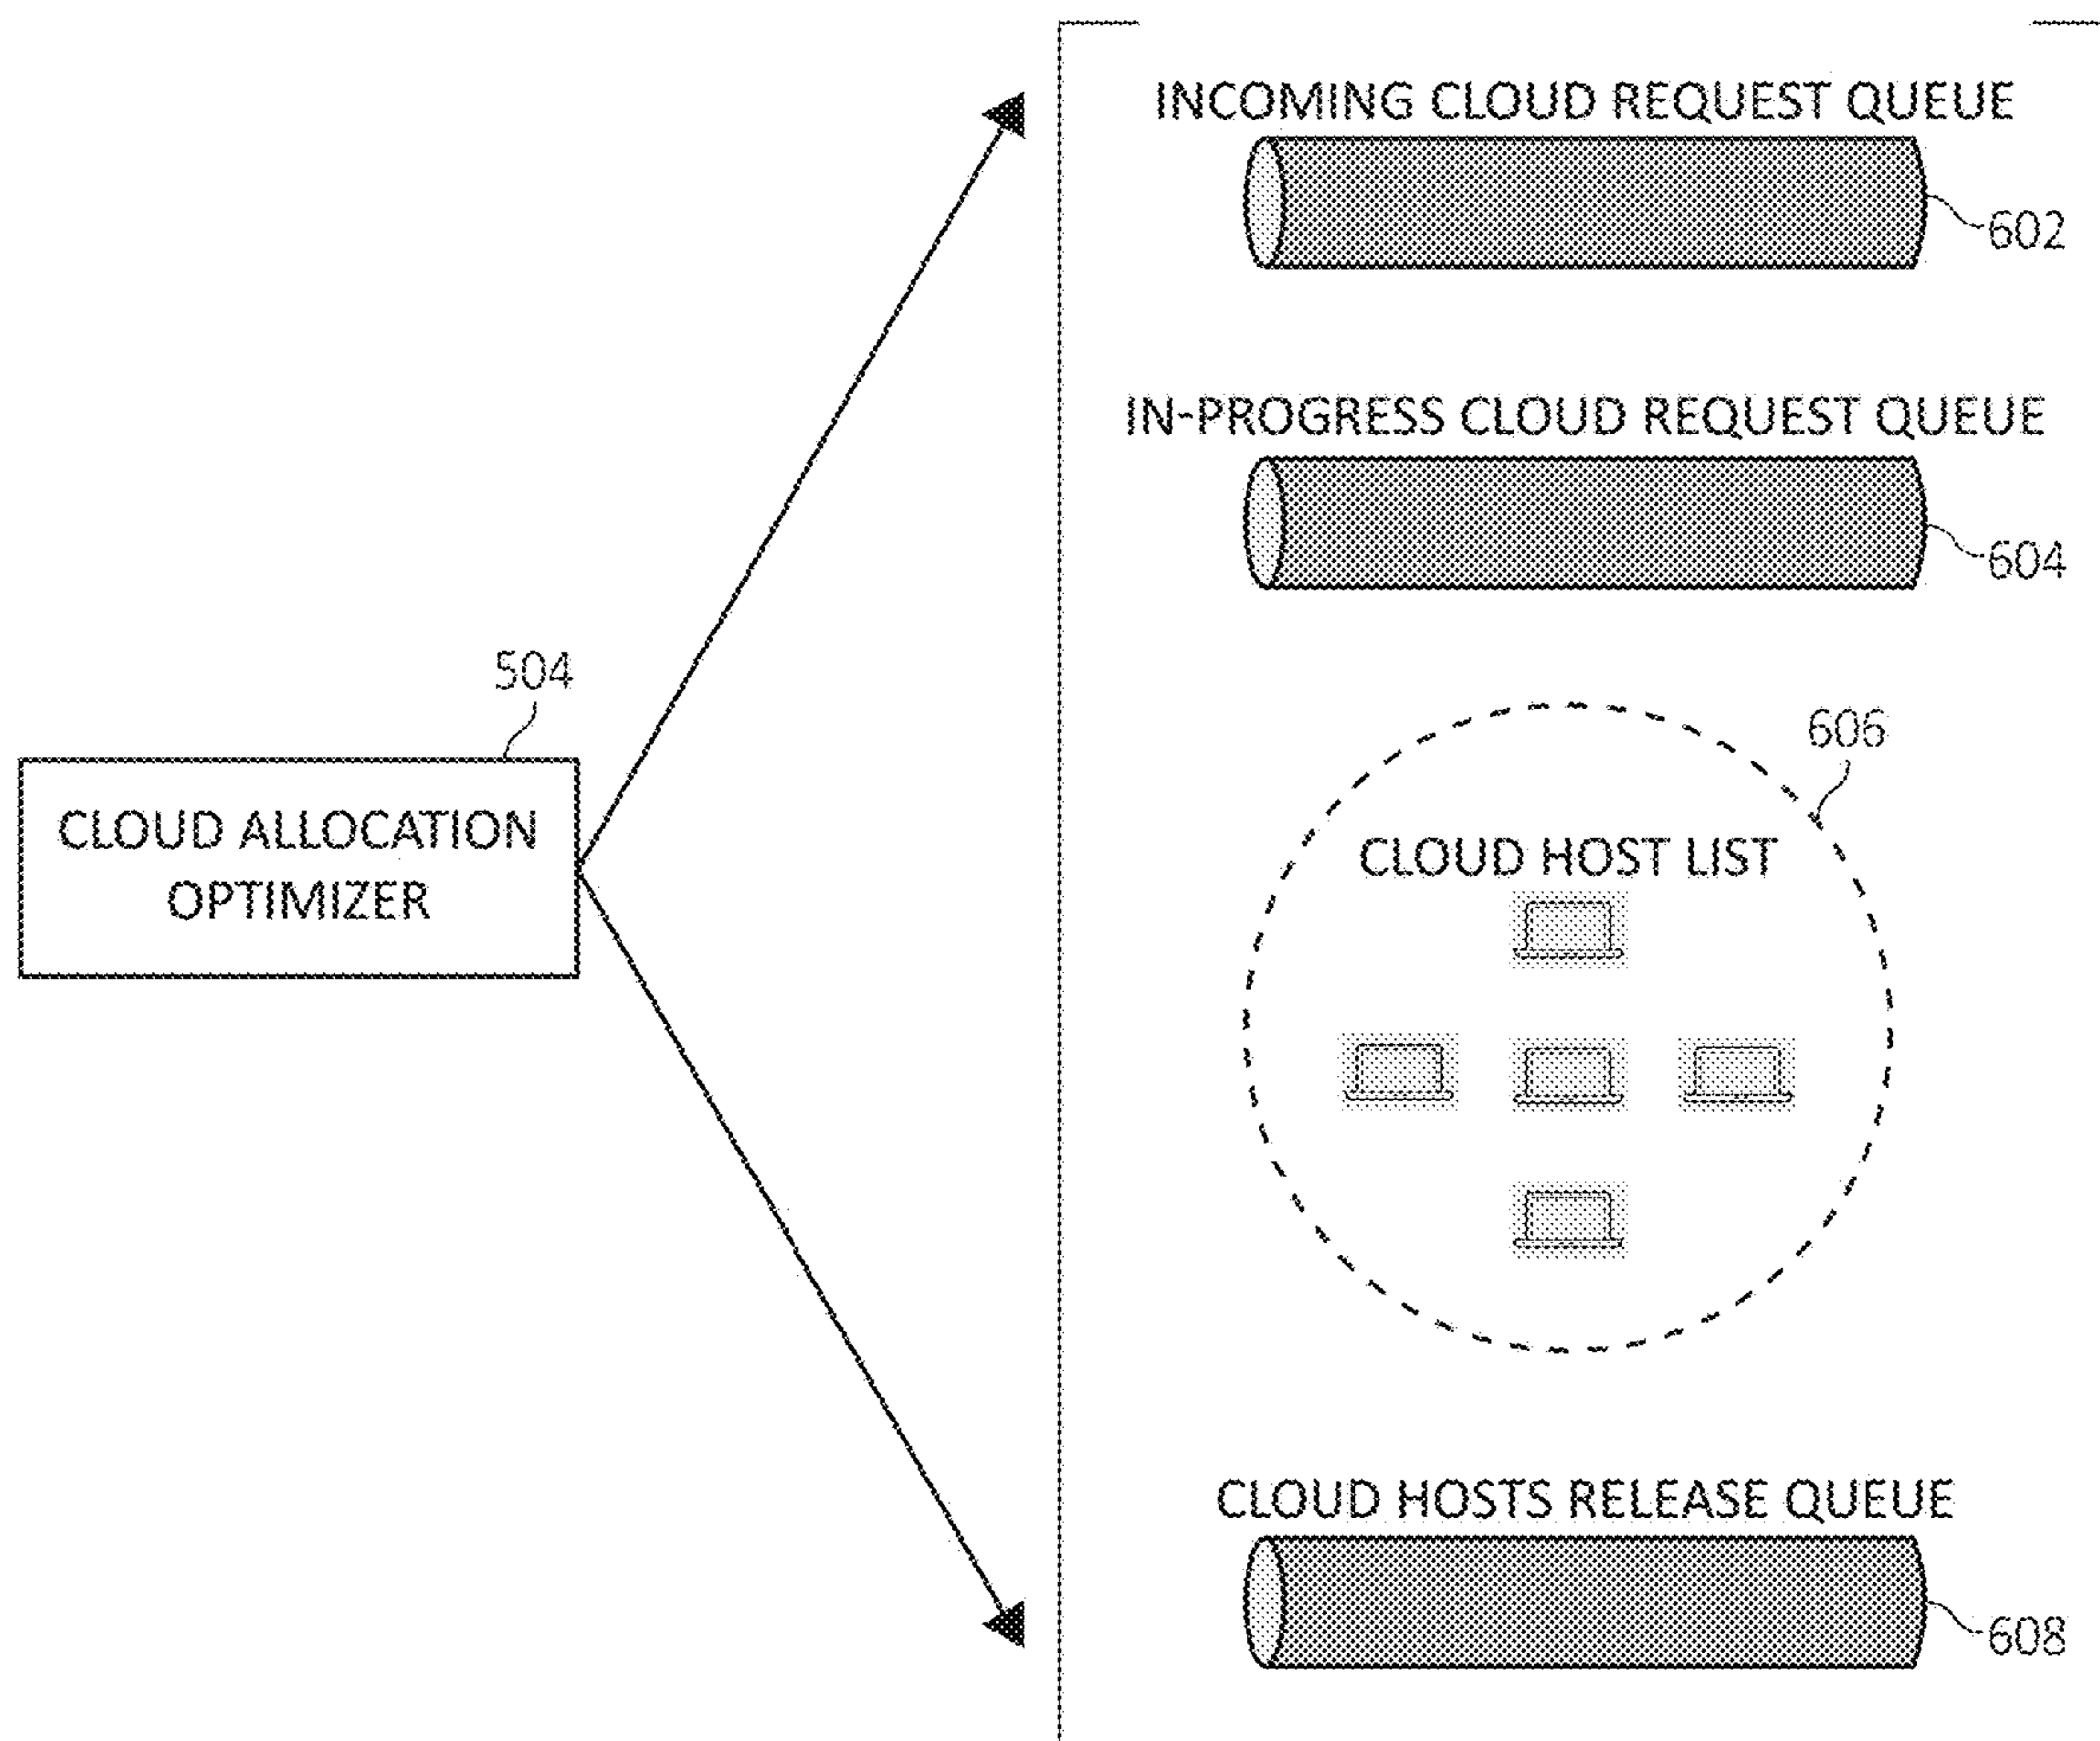 INCOMING CLOUD REQUEST QUEUE
602
IN-PROGRESS CLOUD REQUEST QUEUE
604
504
CLOUD ALLOCATION
OPTIMIZER
606
CLOUD HOST LIST
CLOUD HOSTS RELEASE QUEUE
608